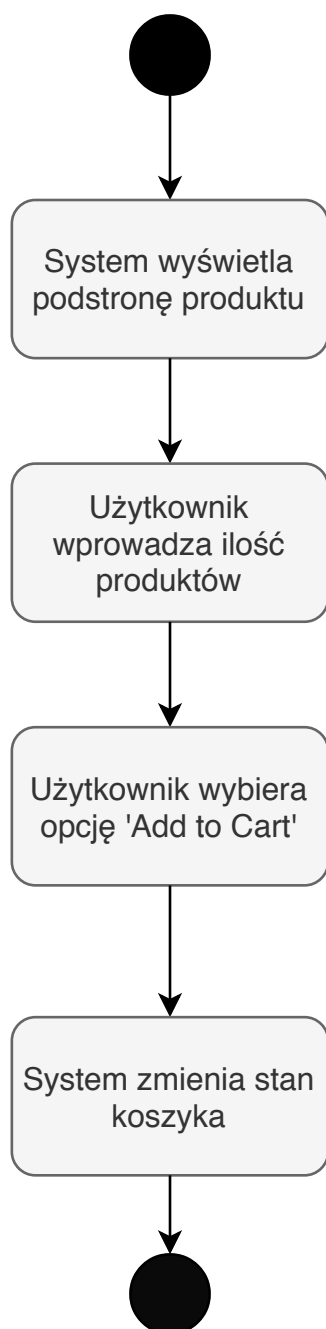 System wyświetla
podstronę produktu
Użytkownik
wprowadza ilość
produktów
Użytkownik wybiera
opcję 'Add to Cart'
System zmienia stan
koszyka